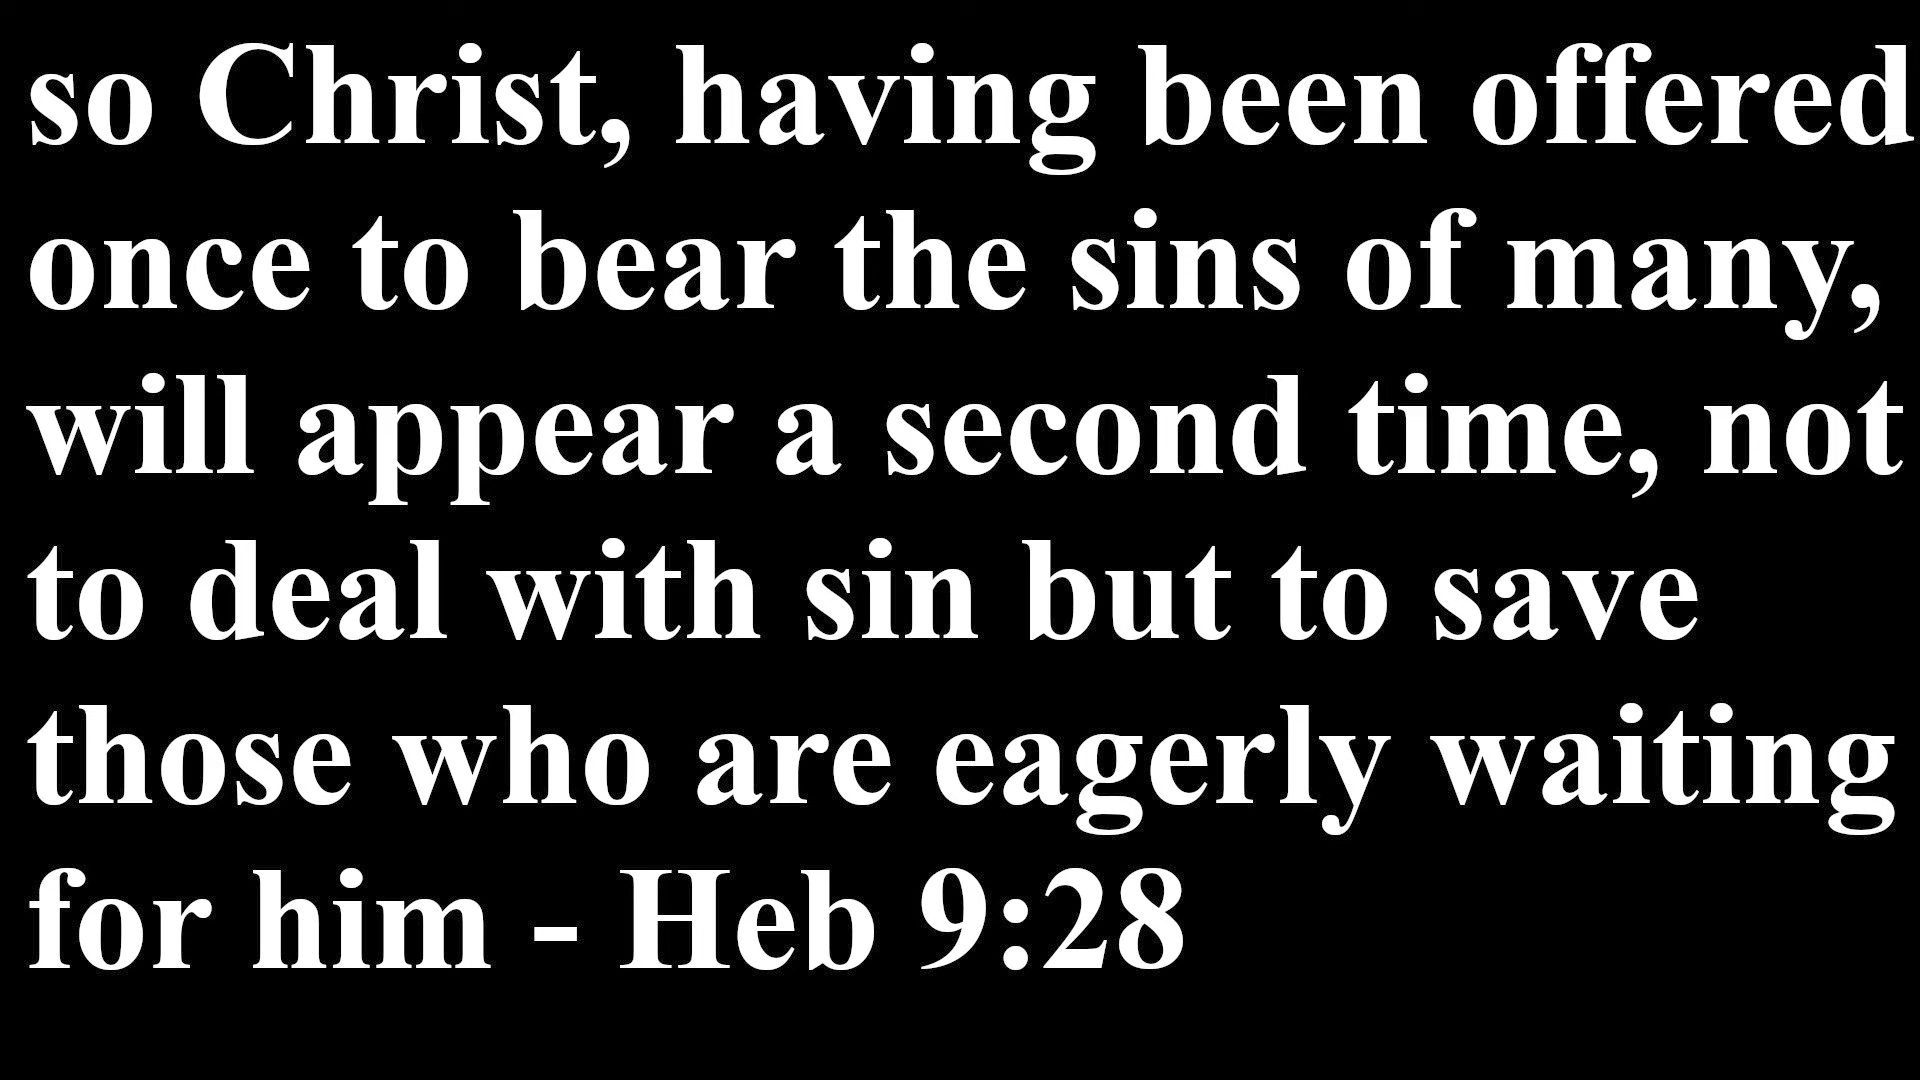 so Christ, having been offered
once to bear the sins of many,
will appear a second time, not
to deal with sin but to save
those who are eagerly waiting
for him - Heb 9:28